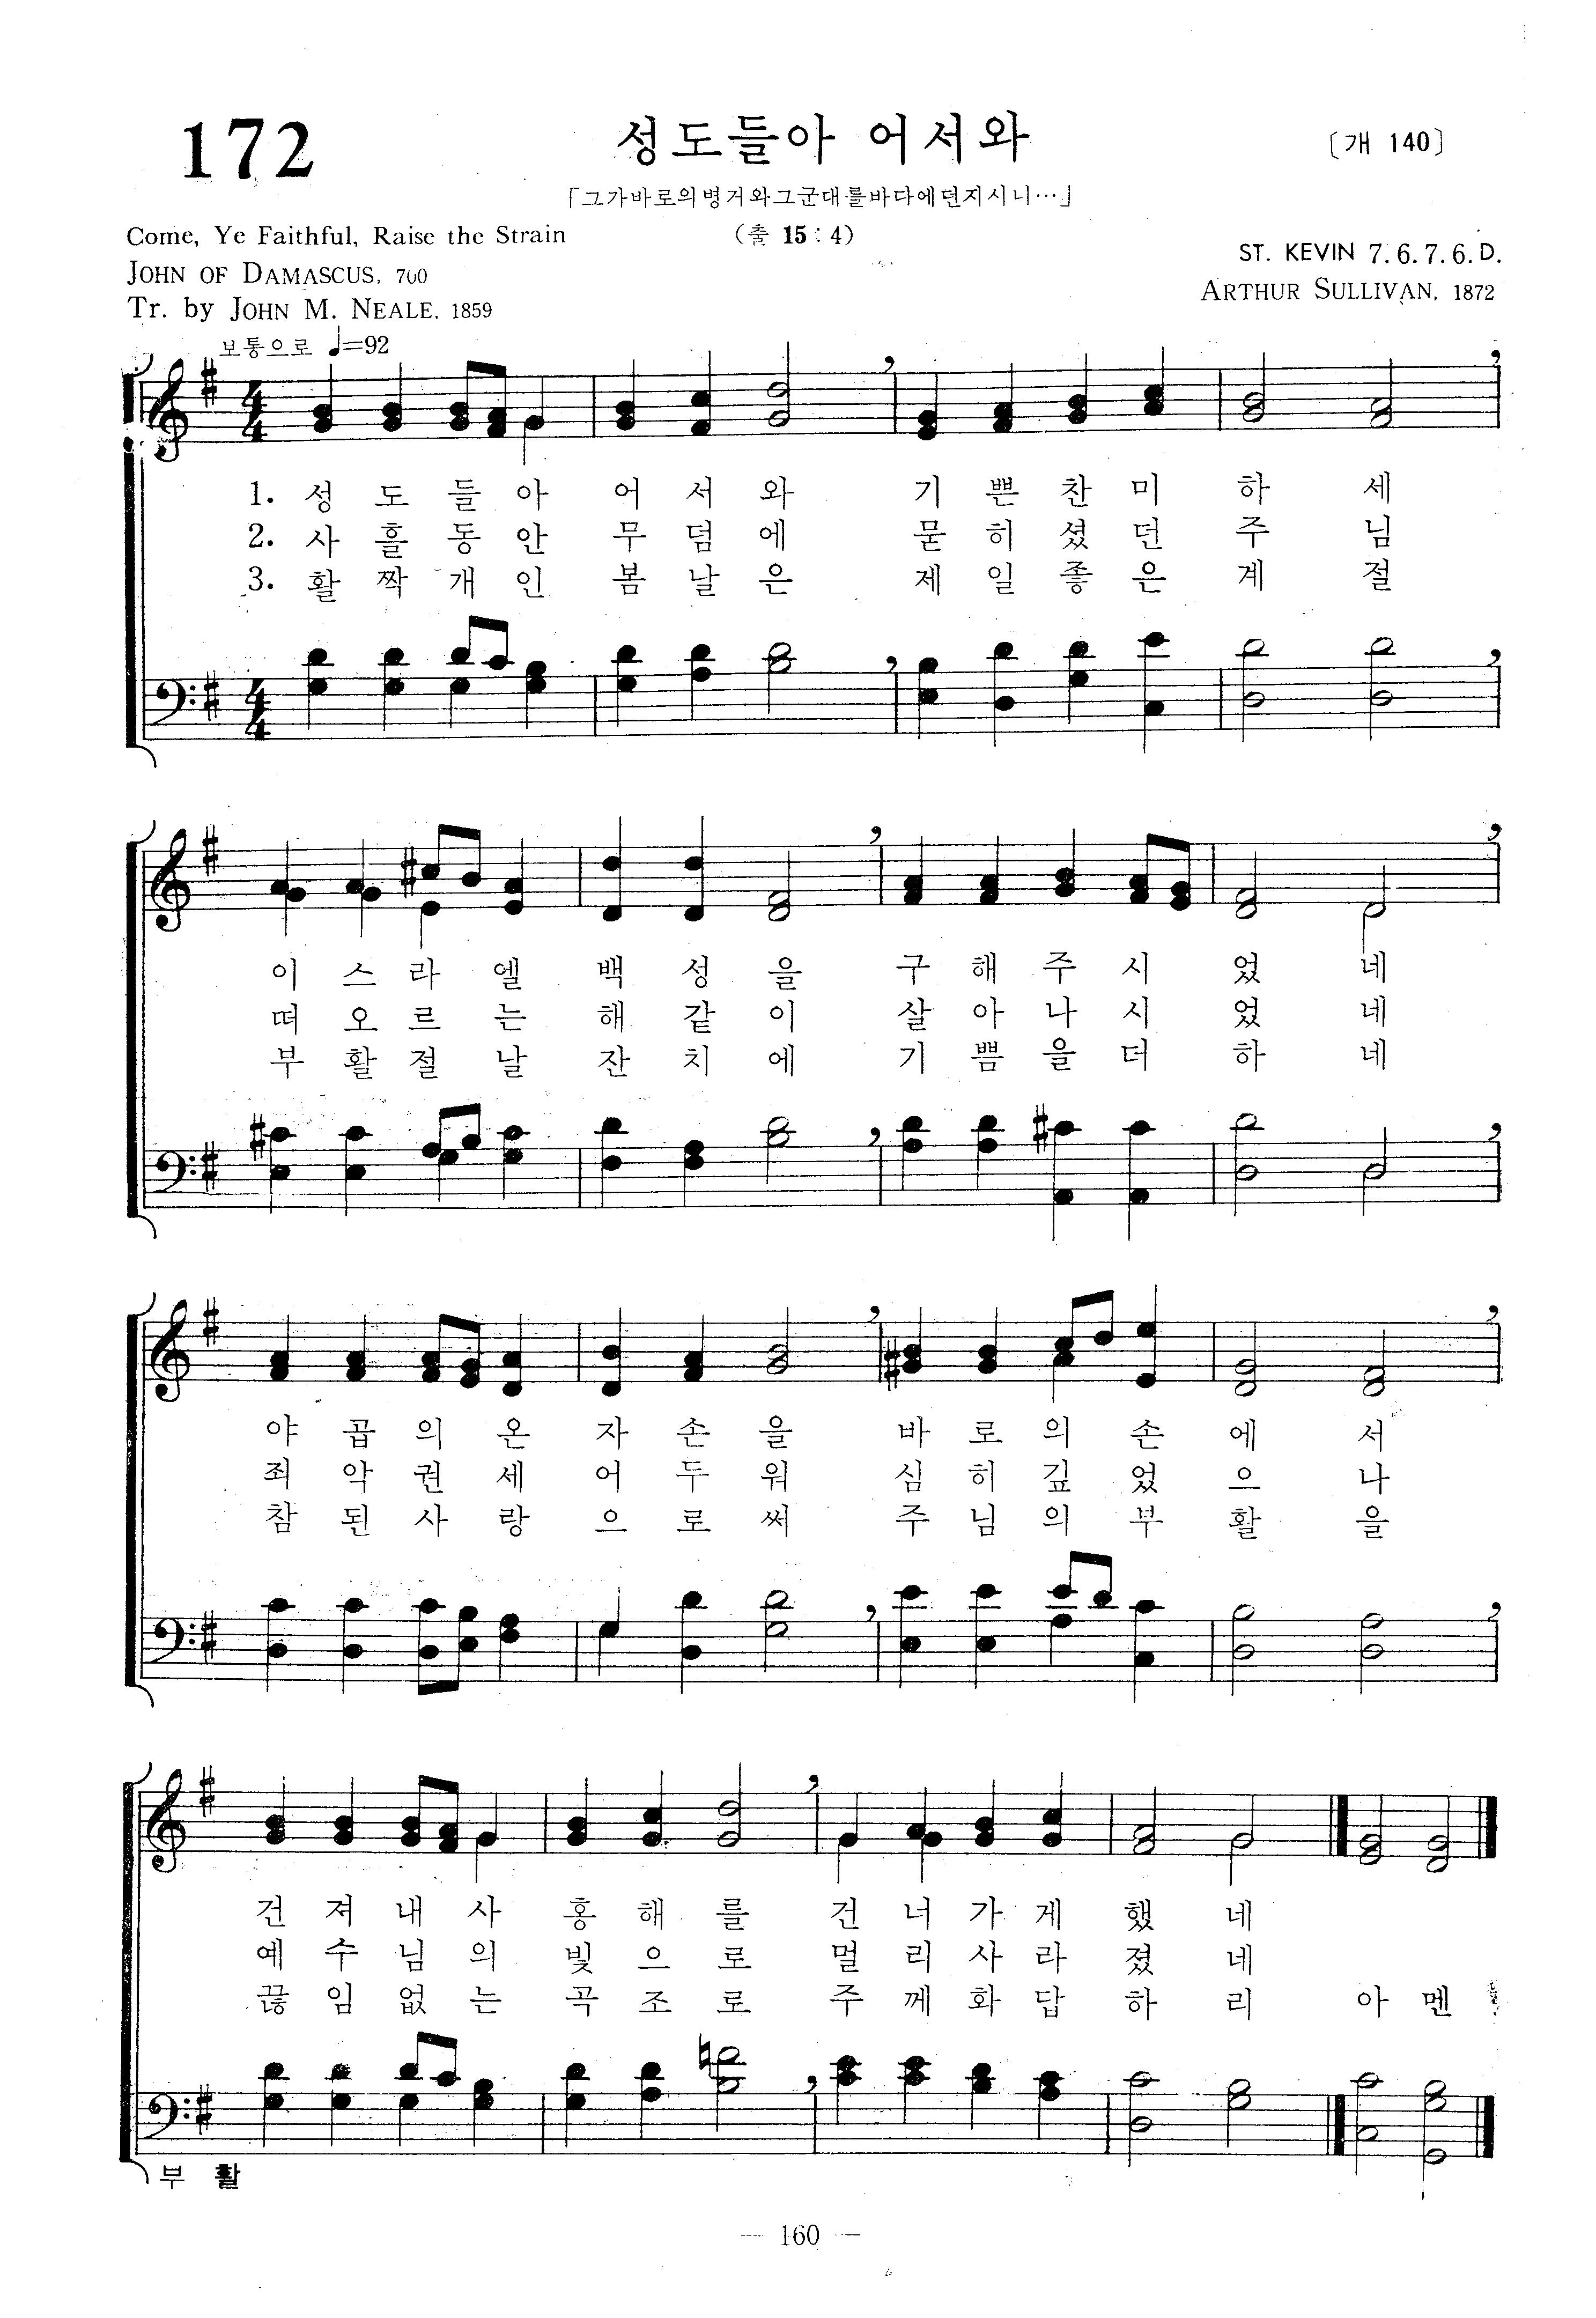 172
성도들아 어서와
[개 140]
「그가바로의병거와그군대를바다에던지시니…」
(출 15:4)
Come, Ye Faithful, Raise the Strain
JOHN OF DAMASCUS, 700
Tr. by JOHN M. NEALE, 1859
ST. KEVIN 7.6.7.6.D.
ARTHUR SULLIVAN, 1872
보통으로 ♩=92
1. 성 도 들 아 어 서 와 기 쁜 찬 미 하 세
2. 사 흘 동 안 무 덤 에 묻 히 셨 던 주 님
3. 활 짝 개 인 봄 날 은 제 일 좋 은 계 절
이 스 라 엘 백 성 을 구 해 주 시 었 네
떠 오 르 는 해 같 이 살 아 나 시 었 네
부 활 절 날 잔 치 에 기 쁨 을 더 하 네
야 곱 의 온 자 손 을 바 로 의 손 에 서
죄 악 권 세 어 두 워 심 히 깊 었 으 나
참 된 사 랑 으 로 써 주 님 의 부 활 을
건 져 내 사 홍 해 를 건 너 가 게 했 네
예 수 님 의 빛 으 로 멀 리 사 라 졌 네
끊 임 없 는 곡 조 로 주 께 화 답 하 리 아 멘
부 활
— 160 —